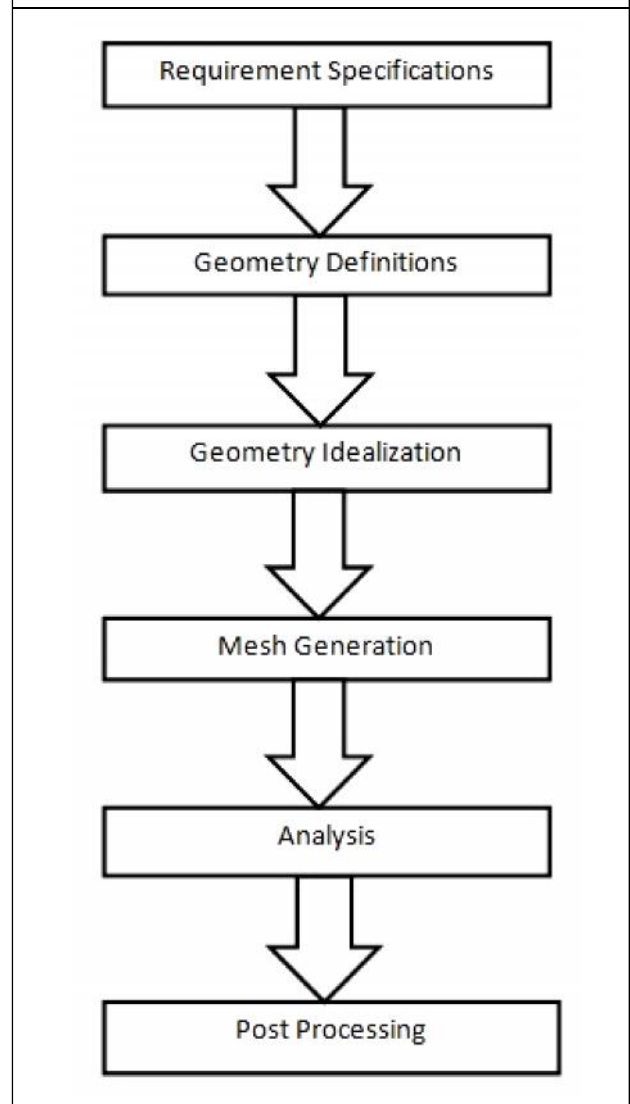 Requirement Specifications
Geometry Definitions
Geometry Idealization
Mesh Generation
Analysis
Post Processing